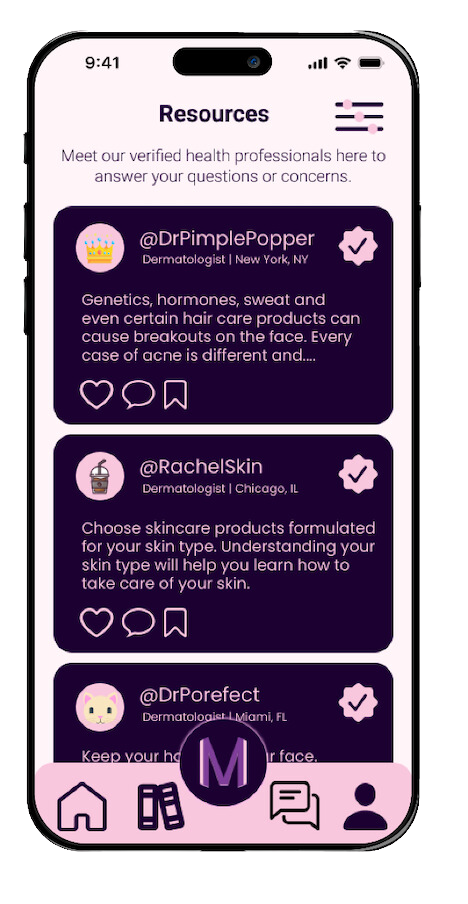 9:41
Resources
Meet our verified health professionals here to
answer your questions or concerns.
@DrPimplePopper
Dermatologist | New York, NY
Genetics, hormones, sweat and
even certain hair care products can
cause breakouts on the face. Every
case of acne is different and....
@RachelSkin
Dermatologist | Chicago, IL
Choose skincare products formulated
for your skin type. Understanding your
skin type will help you learn how to
take care of your skin.
@DrPorefect
Dermatologist | Miami, FL
Keep your face.
M